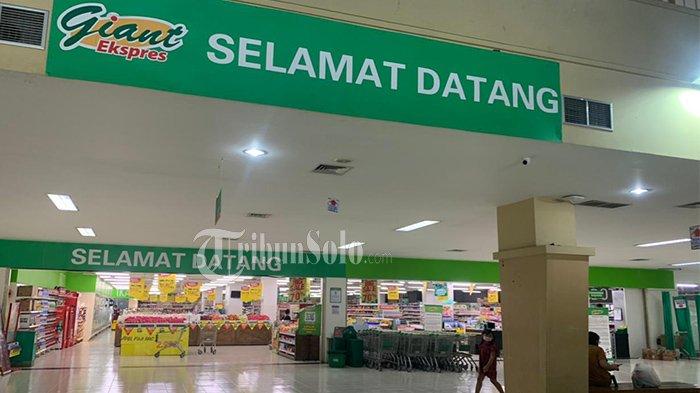 Giant
Ekspres
SELAMAT DATANG
SELAMAT DATANG
TribunSolo.com